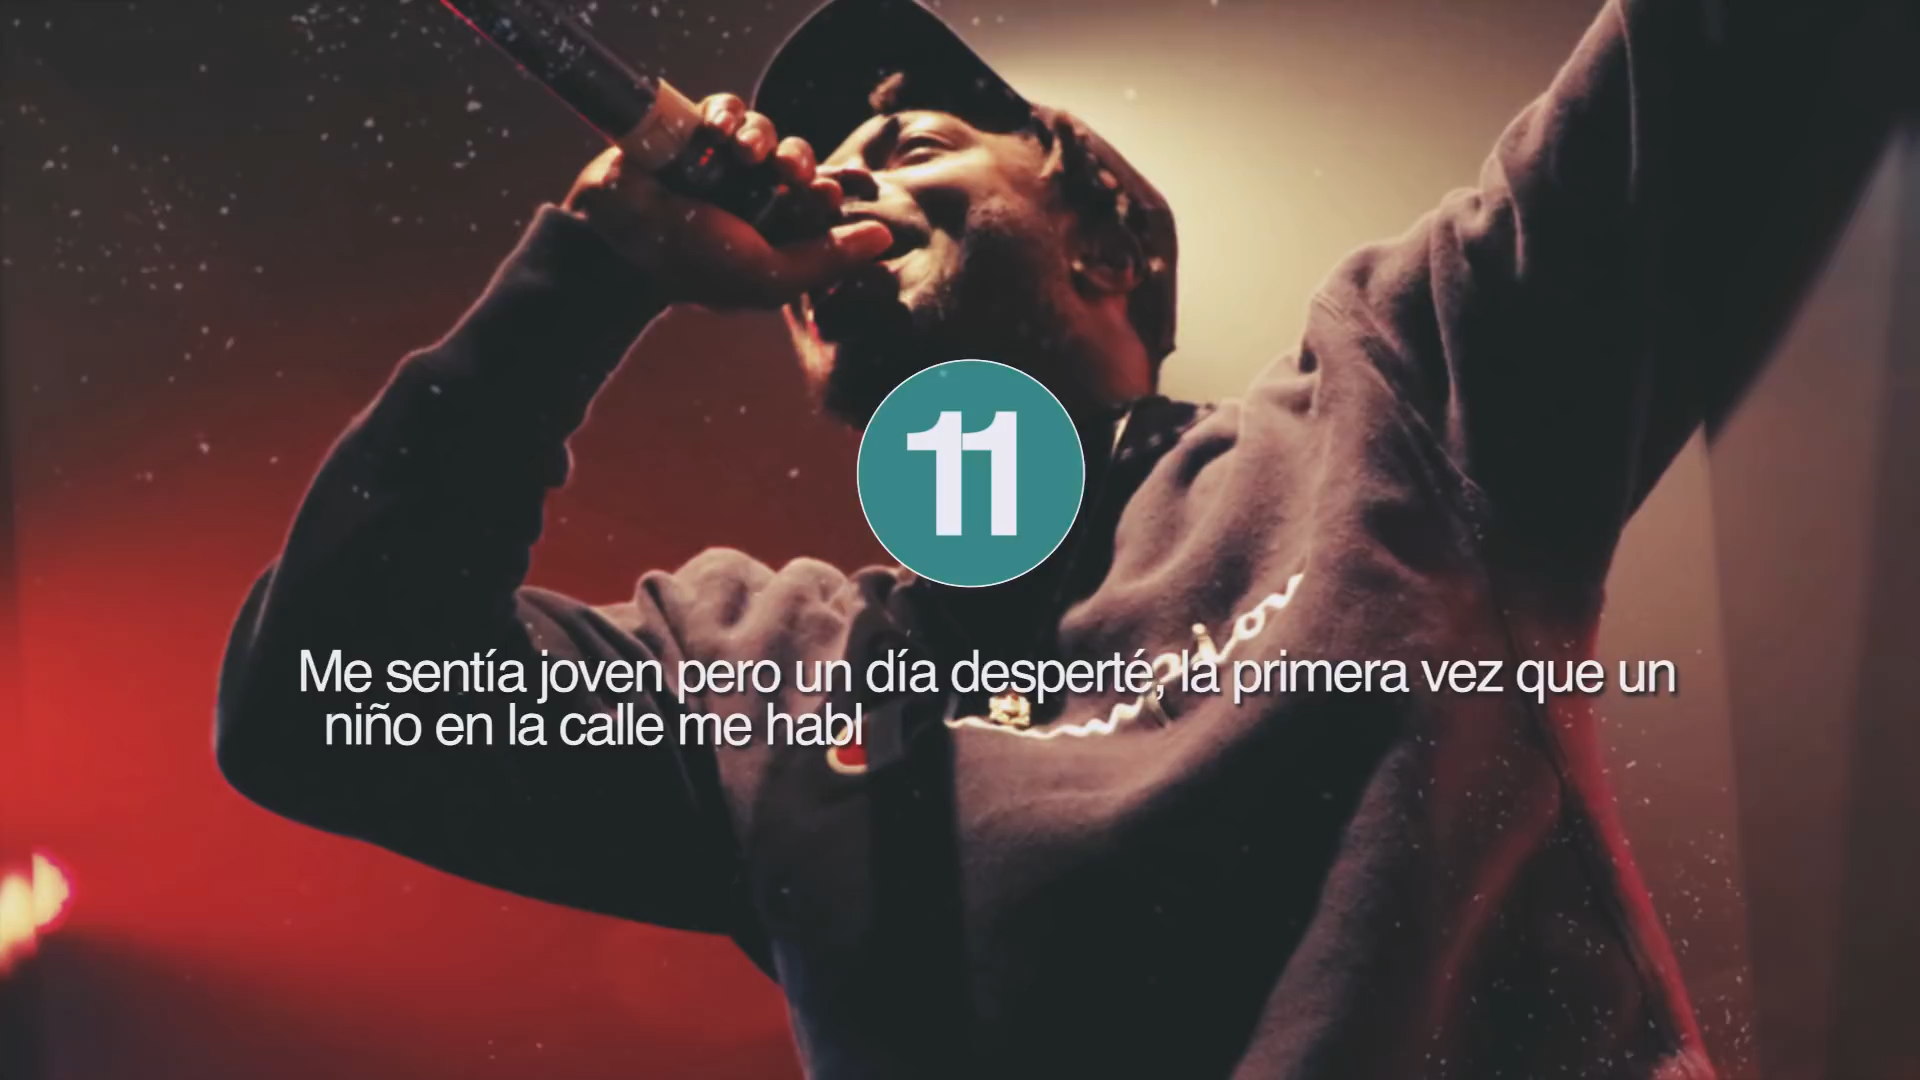 11
Me sentía joven pero un día desperté, la primera vez que un
niño en la calle me habl